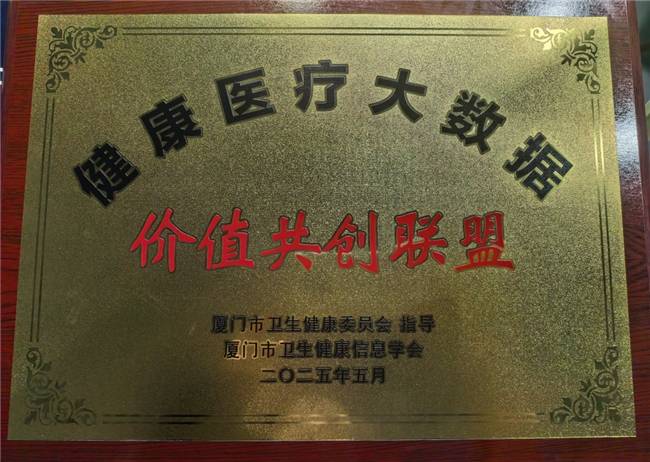 健康医疗大数据
价值共创联盟
厦门市卫生健康委员会 指导
厦门市卫生健康信息学会
二〇二五年五月